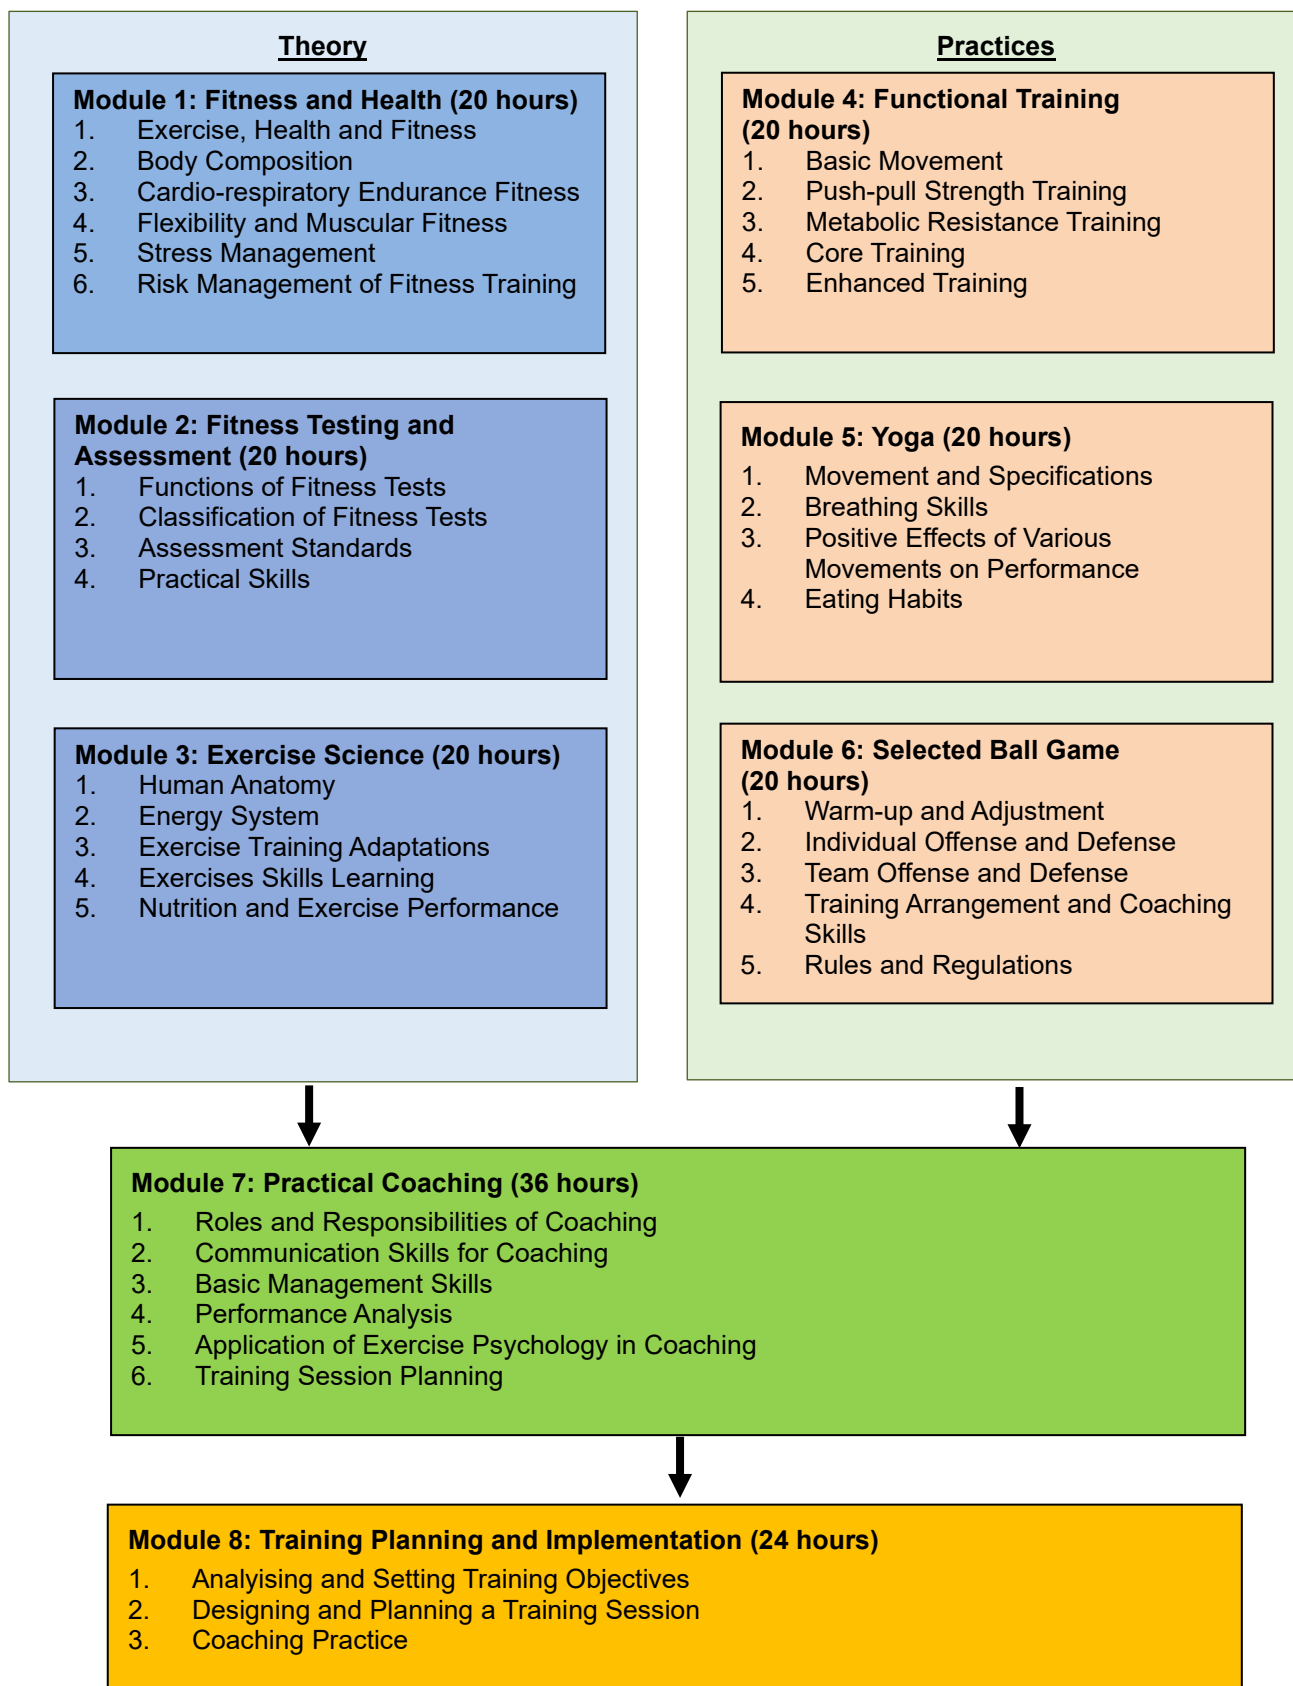 Theory
Module 1: Fitness and Health (20 hours)
1. Exercise, Health and Fitness
2. Body Composition
3. Cardio-respiratory Endurance Fitness
4. Flexibility and Muscular Fitness
5. Stress Management
6. Risk Management of Fitness Training
Module 2: Fitness Testing and
Assessment (20 hours)
1. Functions of Fitness Tests
2. Classification of Fitness Tests
3. Assessment Standards
4. Practical Skills
Module 3: Exercise Science (20 hours)
1. Human Anatomy
2. Energy System
3. Exercise Training Adaptations
4. Exercises Skills Learning
5. Nutrition and Exercise Performance
Practices
Module 4: Functional Training
(20 hours)
1. Basic Movement
2. Push-pull Strength Training
3. Metabolic Resistance Training
4. Core Training
5. Enhanced Training
Module 5: Yoga (20 hours)
1. Movement and Specifications
2. Breathing Skills
3. Positive Effects of Various
Movements on Performance
4. Eating Habits
Module 6: Selected Ball Game
(20 hours)
1. Warm-up and Adjustment
2. Individual Offense and Defense
3. Team Offense and Defense
4. Training Arrangement and Coaching
Skills
5. Rules and Regulations
Module 7: Practical Coaching (36 hours)
1. Roles and Responsibilities of Coaching
2. Communication Skills for Coaching
3. Basic Management Skills
4. Performance Analysis
5. Application of Exercise Psychology in Coaching
6. Training Session Planning
Module 8: Training Planning and Implementation (24 hours)
1. Analyising and Setting Training Objectives
2. Designing and Planning a Training Session
3. Coaching Practice